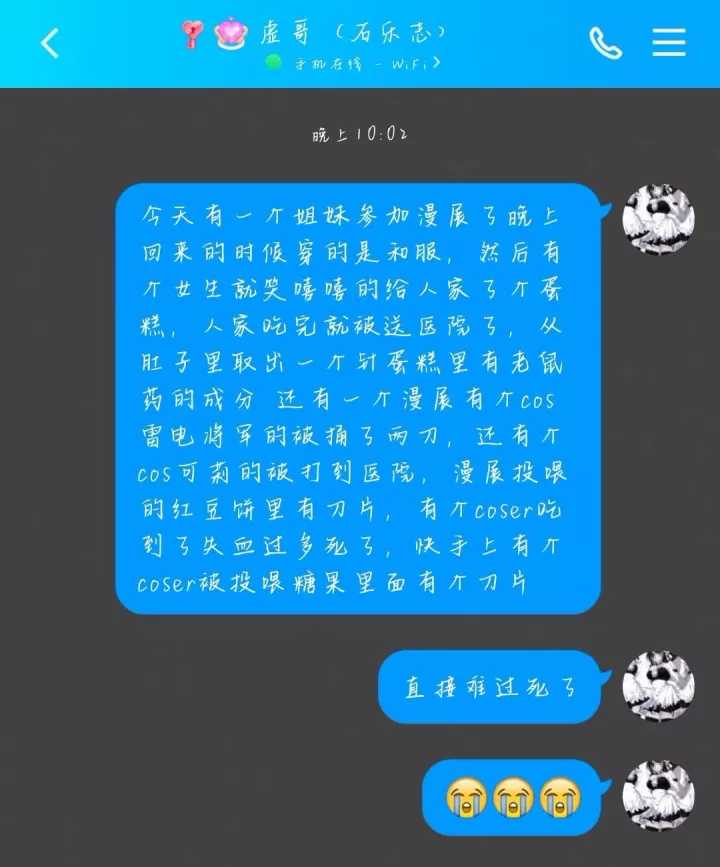 虚哥（石乐志）
手机在线 - WiFi>
晚上10:02
今天有一个姐妹参加漫展了晚上
回来的时候穿的是和服，然后有
个女生就笑嘻嘻的给人家了个蛋
糕，人家吃完就被送医院了，从
肚子里取出一个针蛋糕里有老鼠
药的成分 还有一个漫展有个cos
雷电将军的被捅了两刀，还有个
cos可莉的被打到医院，漫展投喂
的红豆饼里有刀片，有个coser吃
到了失血过多死了，快手上有个
coser被投喂糖果里面有个刀片
直接难过死了
😭😭😭